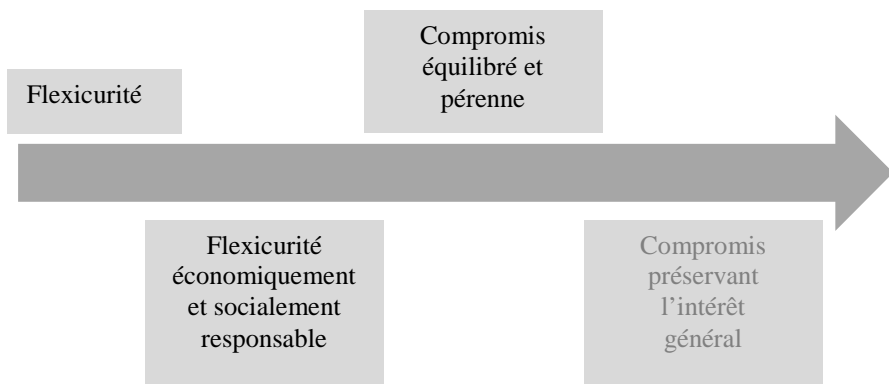 Flexicurité
Flexicurité
économiquement
et socialement
responsable
Compromis
équilibré et
pérenne
Compromis
préservant
l’intérêt
général